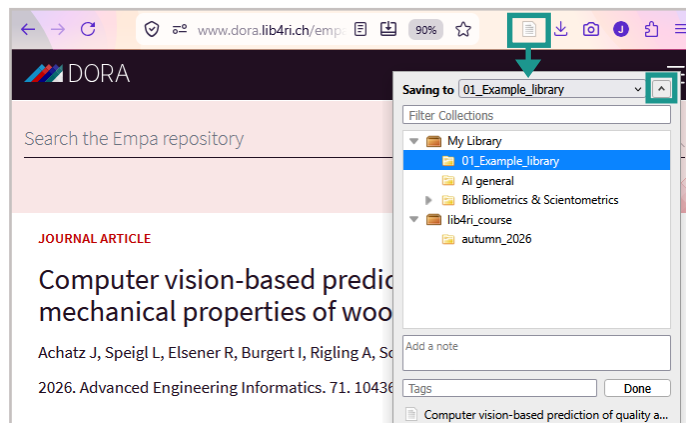 www.dora.lib4ri.ch/emp
90%
J
DORA
Search the Empa repository
JOURNAL ARTICLE
Computer vision-based predic
mechanical properties of woo
Achatz J, Speigl L, Elsener R, Burgert I, Rigling A, Sc
2026. Advanced Engineering Informatics. 71. 10436
Saving to 01_Example_library
Filter Collections
My Library
01_Example_library
AI general
Bibliometrics & Scientometrics
lib4ri_course
autumn_2026
Add a note
Tags Done
Computer vision-based prediction of quality a...